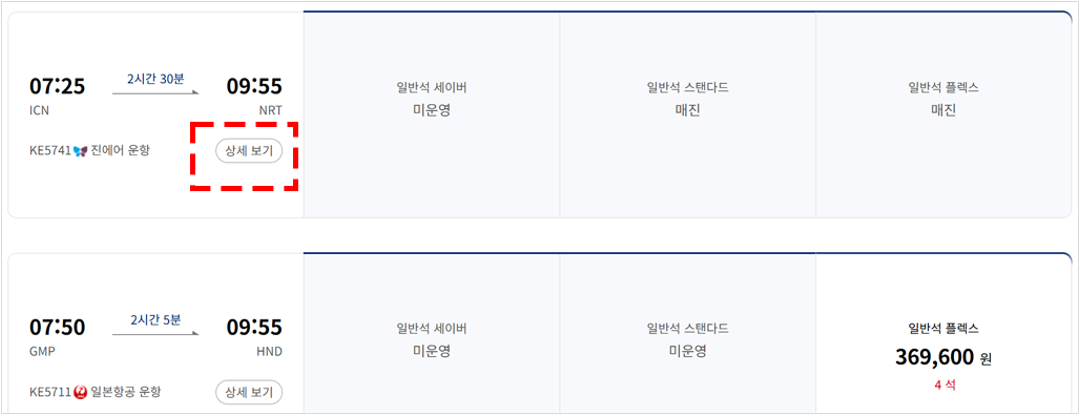 07:25 2시간 30분 09:55
ICN NRT
KE5741 진에어 운항 상세 보기
일반석 세이버
미운영
일반석 스탠다드
매진
일반석 플렉스
매진
07:50 2시간 5분 09:55
GMP HND
KE5711 일본항공 운항 상세 보기
일반석 세이버
미운영
일반석 스탠다드
미운영
일반석 플렉스
369,600 원
4 석